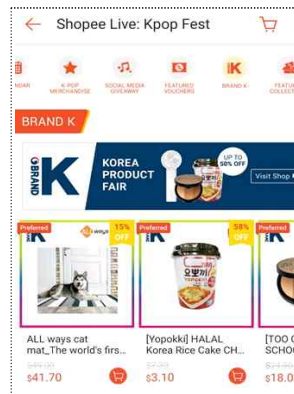 Shopee Live: Kpop Fest
K-POP
MERCHANDISE
SOCIAL MEDIA
GIVEAWAY
FEATURED
VOUCHERS
BRAND K
BRAND K
BRAND
K
KOREA
PRODUCT
FAIR
UP TO
50% OFF
Visit Shop
Preferred
ways
15%
OFF
Preferred
58%
OFF
Preferred
요뽀끼
ALL ways cat
mat_The world's firs...
$41.70
[Yopokki] HALAL
Korea Rice Cake CH...
$3.10
[TOO
SCHOO
$18.0